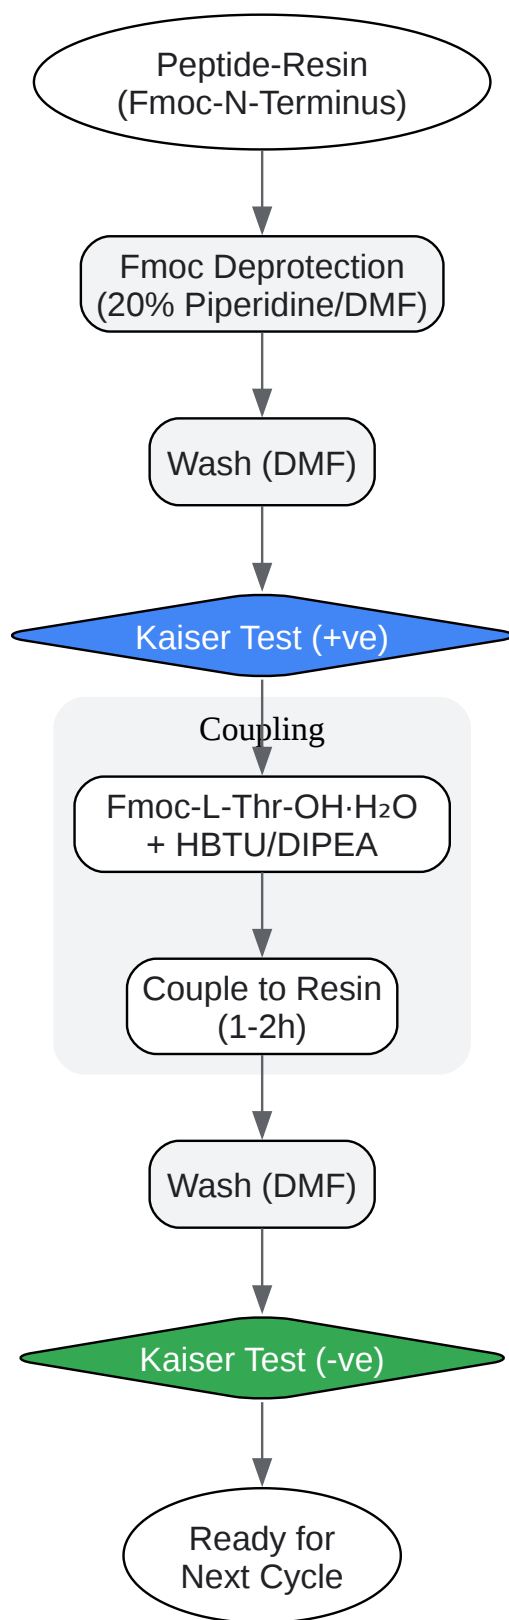 Peptide-Resin
(Fmoc-N-Terminus)
Fmoc Deprotection
(20% Piperidine/DMF)
Wash (DMF)
Kaiser Test (+ve)
Coupling
Fmoc-L-Thr-OH·H₂O
+ HBTU/DIPEA
Couple to Resin
(1-2h)
Wash (DMF)
Kaiser Test (-ve)
Ready for
Next Cycle